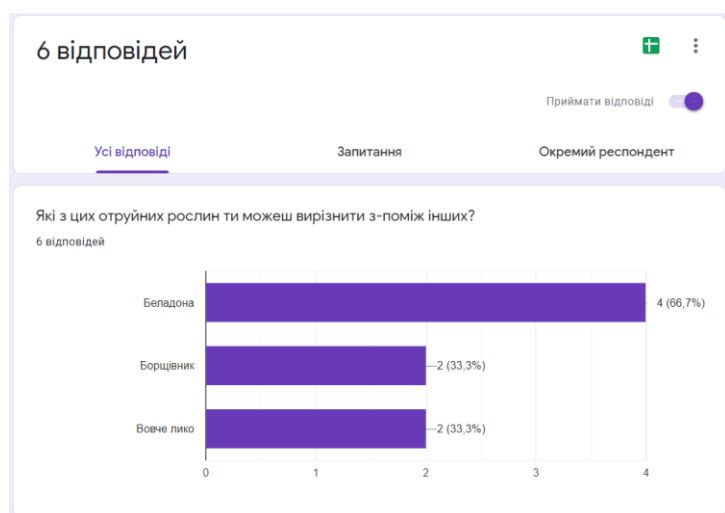 6 відповідей
Приймати відповіді
Усі відповіді Запитання Окремий респондент
Які з цих отруйних рослин ти можеш вирізнити з-поміж інших?
6 відповідей
Беладона 4 (66,7%)
Борщівник 2 (33,3%)
Вовче лико 2 (33,3%)
0 1 2 3 4